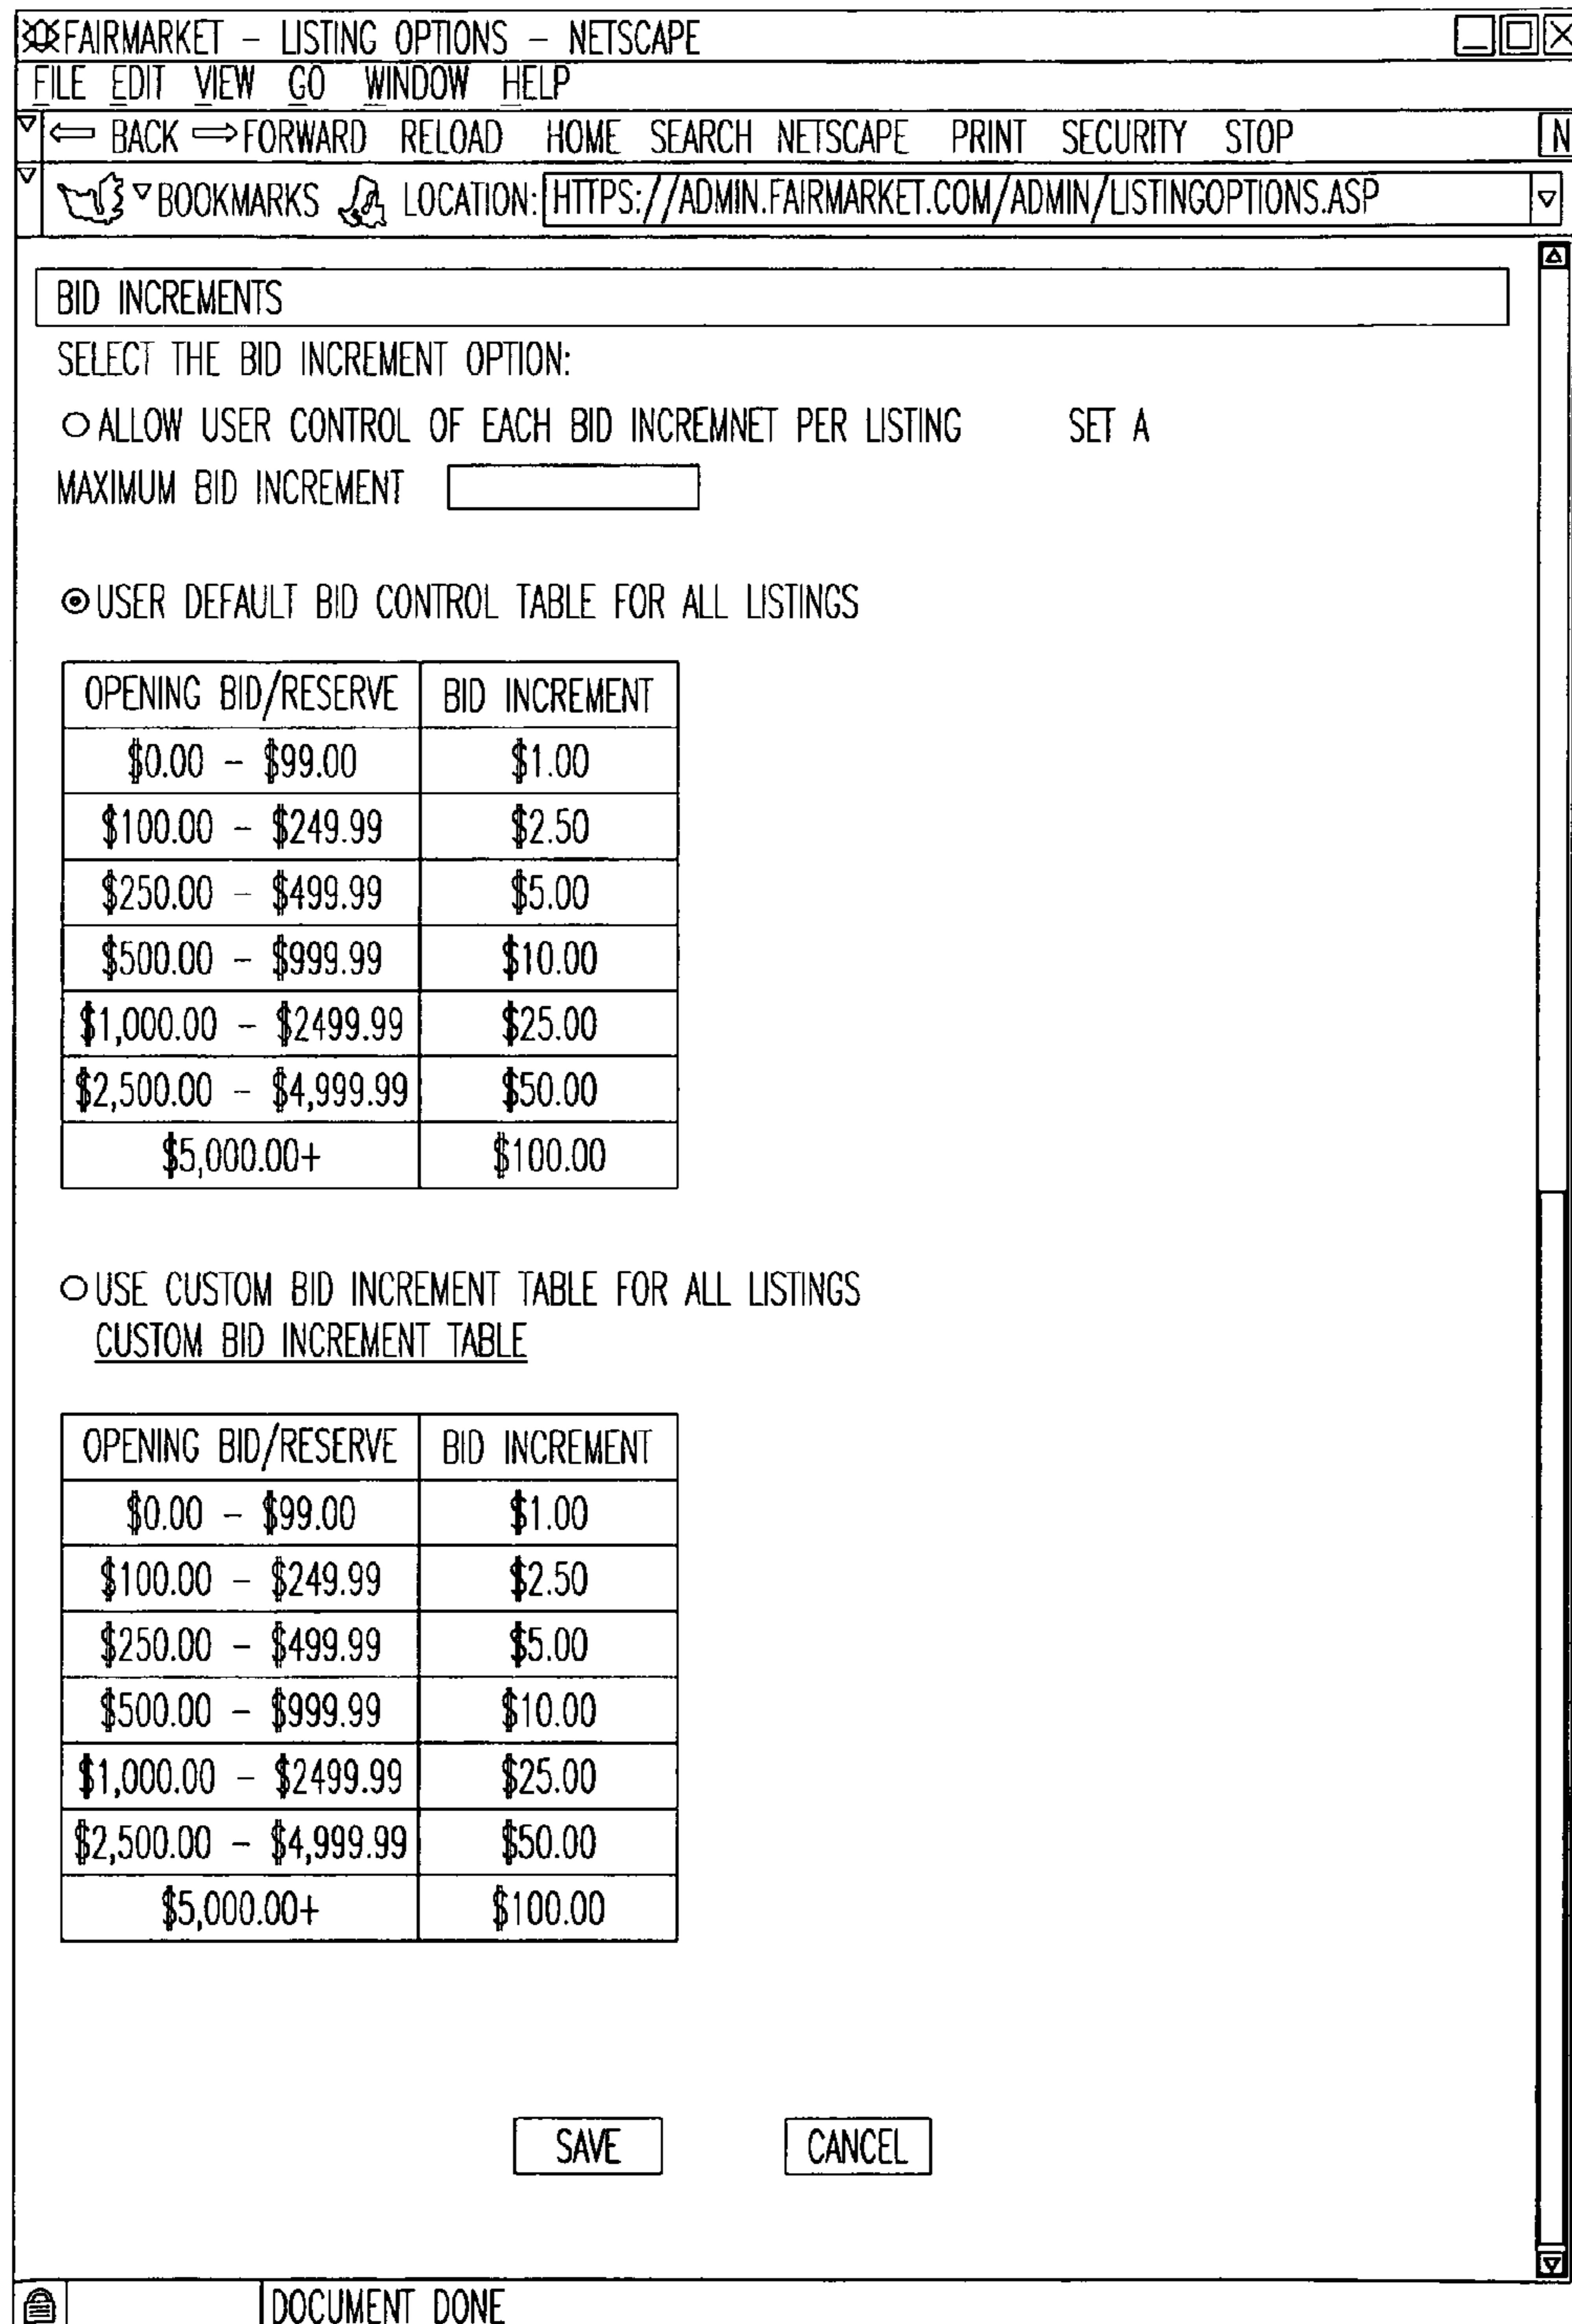 FAIRMARKET – LISTING OPTIONS – NETSCAPE
FILE EDIT VIEW GO WINDOW HELP
BACK FORWARD RELOAD HOME SEARCH NETSCAPE PRINT SECURITY STOP N
BOOKMARKS LOCATION: HTTPS://ADMIN.FAIRMARKET.COM/ADMIN/LISTINGOPTIONS.ASP
BID INCREMENTS
SELECT THE BID INCREMENT OPTION:
ALLOW USER CONTROL OF EACH BID INCREMNET PER LISTING SET A
MAXIMUM BID INCREMENT
USER DEFAULT BID CONTROL TABLE FOR ALL LISTINGS
OPENING BID/RESERVE BID INCREMENT
$0.00 – $99.00 $1.00
$100.00 – $249.99 $2.50
$250.00 – $499.99 $5.00
$500.00 – $999.99 $10.00
$1,000.00 – $2499.99 $25.00
$2,500.00 – $4,999.99 $50.00
$5,000.00+ $100.00
USE CUSTOM BID INCREMENT TABLE FOR ALL LISTINGS
CUSTOM BID INCREMENT TABLE
OPENING BID/RESERVE BID INCREMENT
$0.00 – $99.00 $1.00
$100.00 – $249.99 $2.50
$250.00 – $499.99 $5.00
$500.00 – $999.99 $10.00
$1,000.00 – $2499.99 $25.00
$2,500.00 – $4,999.99 $50.00
$5,000.00+ $100.00
SAVE CANCEL
DOCUMENT DONE